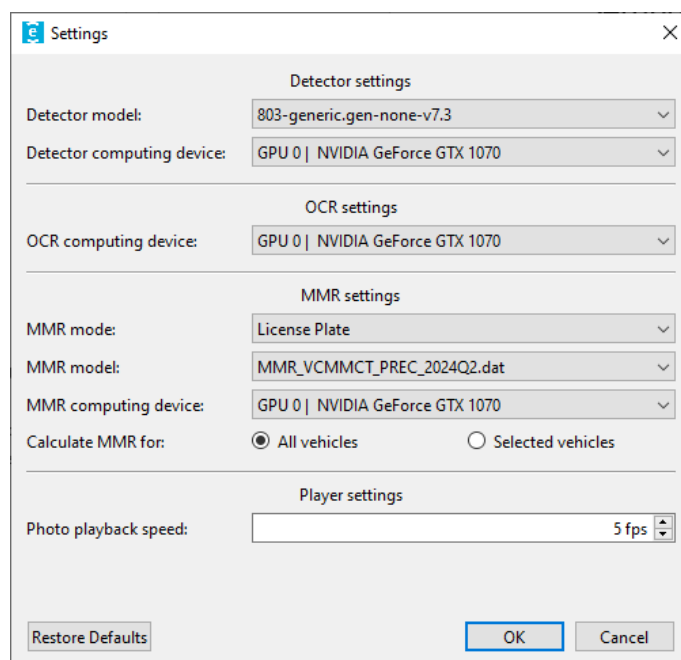 Settings
Detector settings
Detector model: 803-generic.gen-none-v7.3
Detector computing device: GPU 0 | NVIDIA GeForce GTX 1070
OCR settings
OCR computing device: GPU 0 | NVIDIA GeForce GTX 1070
MMR settings
MMR mode: License Plate
MMR model: MMR_VCMMCT_PREC_2024Q2.dat
MMR computing device: GPU 0 | NVIDIA GeForce GTX 1070
Calculate MMR for: All vehicles Selected vehicles
Player settings
Photo playback speed: 5 fps
Restore Defaults OK Cancel